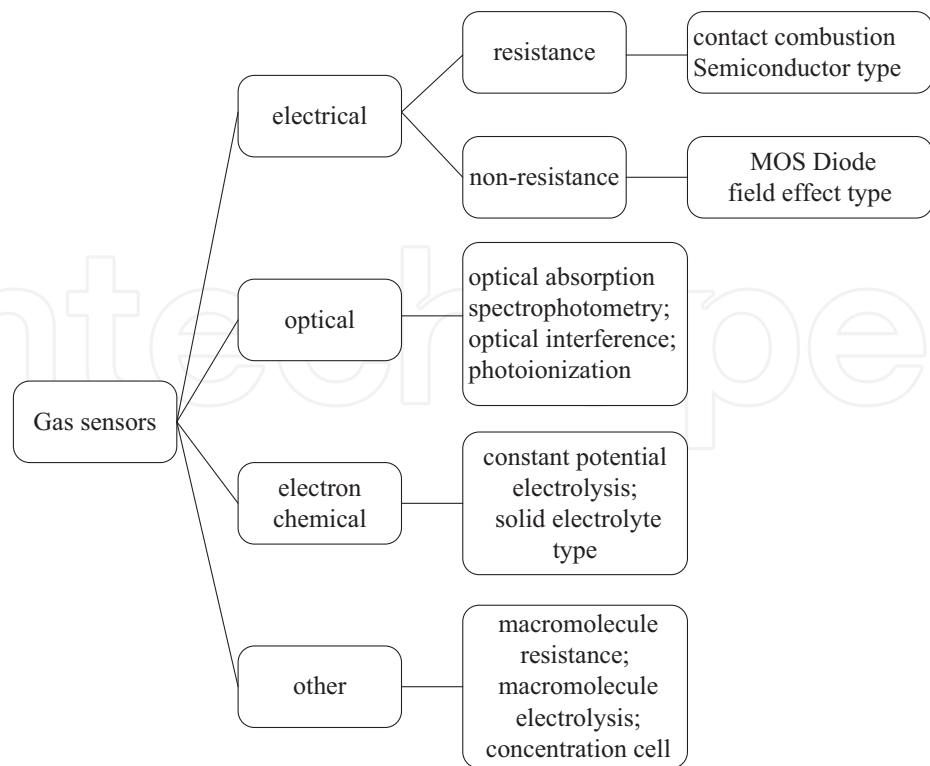 resistance
contact combustion
Semiconductor type
electrical
non-resistance
MOS Diode
field effect type
optical
optical absorption
spectrophotometry;
optical interference;
photoionization
Gas sensors
electron
chemical
constant potential
electrolysis;
solid electrolyte
type
other
macromolecule
resistance;
macromolecule
electrolysis;
concentration cell